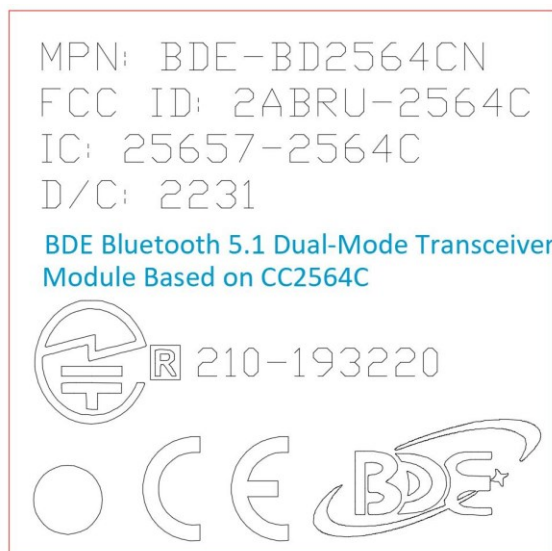 MPN: BDE-BD2564CN
FCC ID: 2ABRU-2564C
IC: 25657-2564C
D/C: 2231
BDE Bluetooth 5.1 Dual-Mode Transceiver
Module Based on CC2564C
R 210-193220
CE BDE